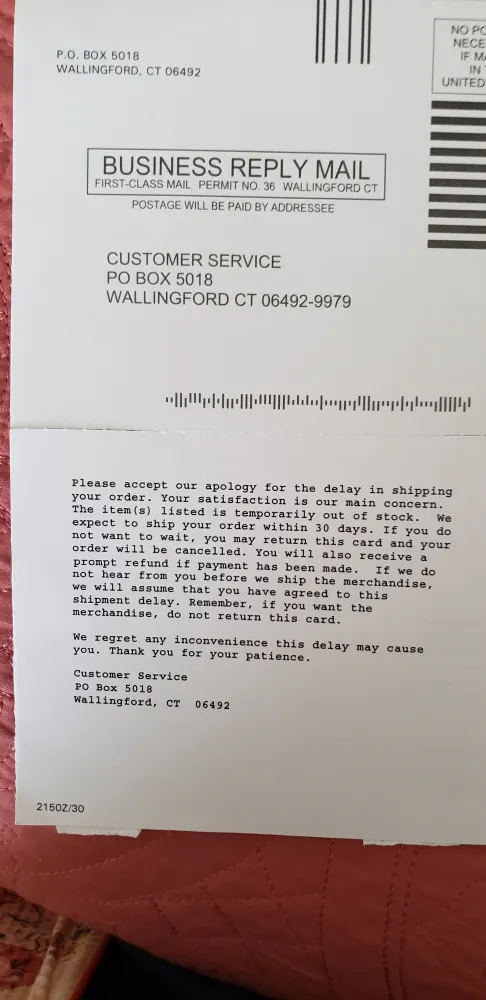 P.O. BOX 5018
WALLINGFORD, CT 06492
NO PO
NECE
IF MA
IN
UNITED
BUSINESS REPLY MAIL
FIRST-CLASS MAIL PERMIT NO. 36 WALLINGFORD CT
POSTAGE WILL BE PAID BY ADDRESSEE
CUSTOMER SERVICE
PO BOX 5018
WALLINGFORD CT 06492-9979
Please accept our apology for the delay in shipping
your order. Your satisfaction is our main concern.
The item(s) listed is temporarily out of stock. We
expect to ship your order within 30 days. If you do
not want to wait, you may return this card and your
order will be cancelled. You will also receive a
prompt refund if payment has been made. If we do
not hear from you before we ship the merchandise,
we will assume that you have agreed to this
shipment delay. Remember, if you want the
merchandise, do not return this card.
We regret any inconvenience this delay may cause
you. Thank you for your patience.
Customer Service
PO Box 5018
Wallingford, CT 06492
2150Z/30